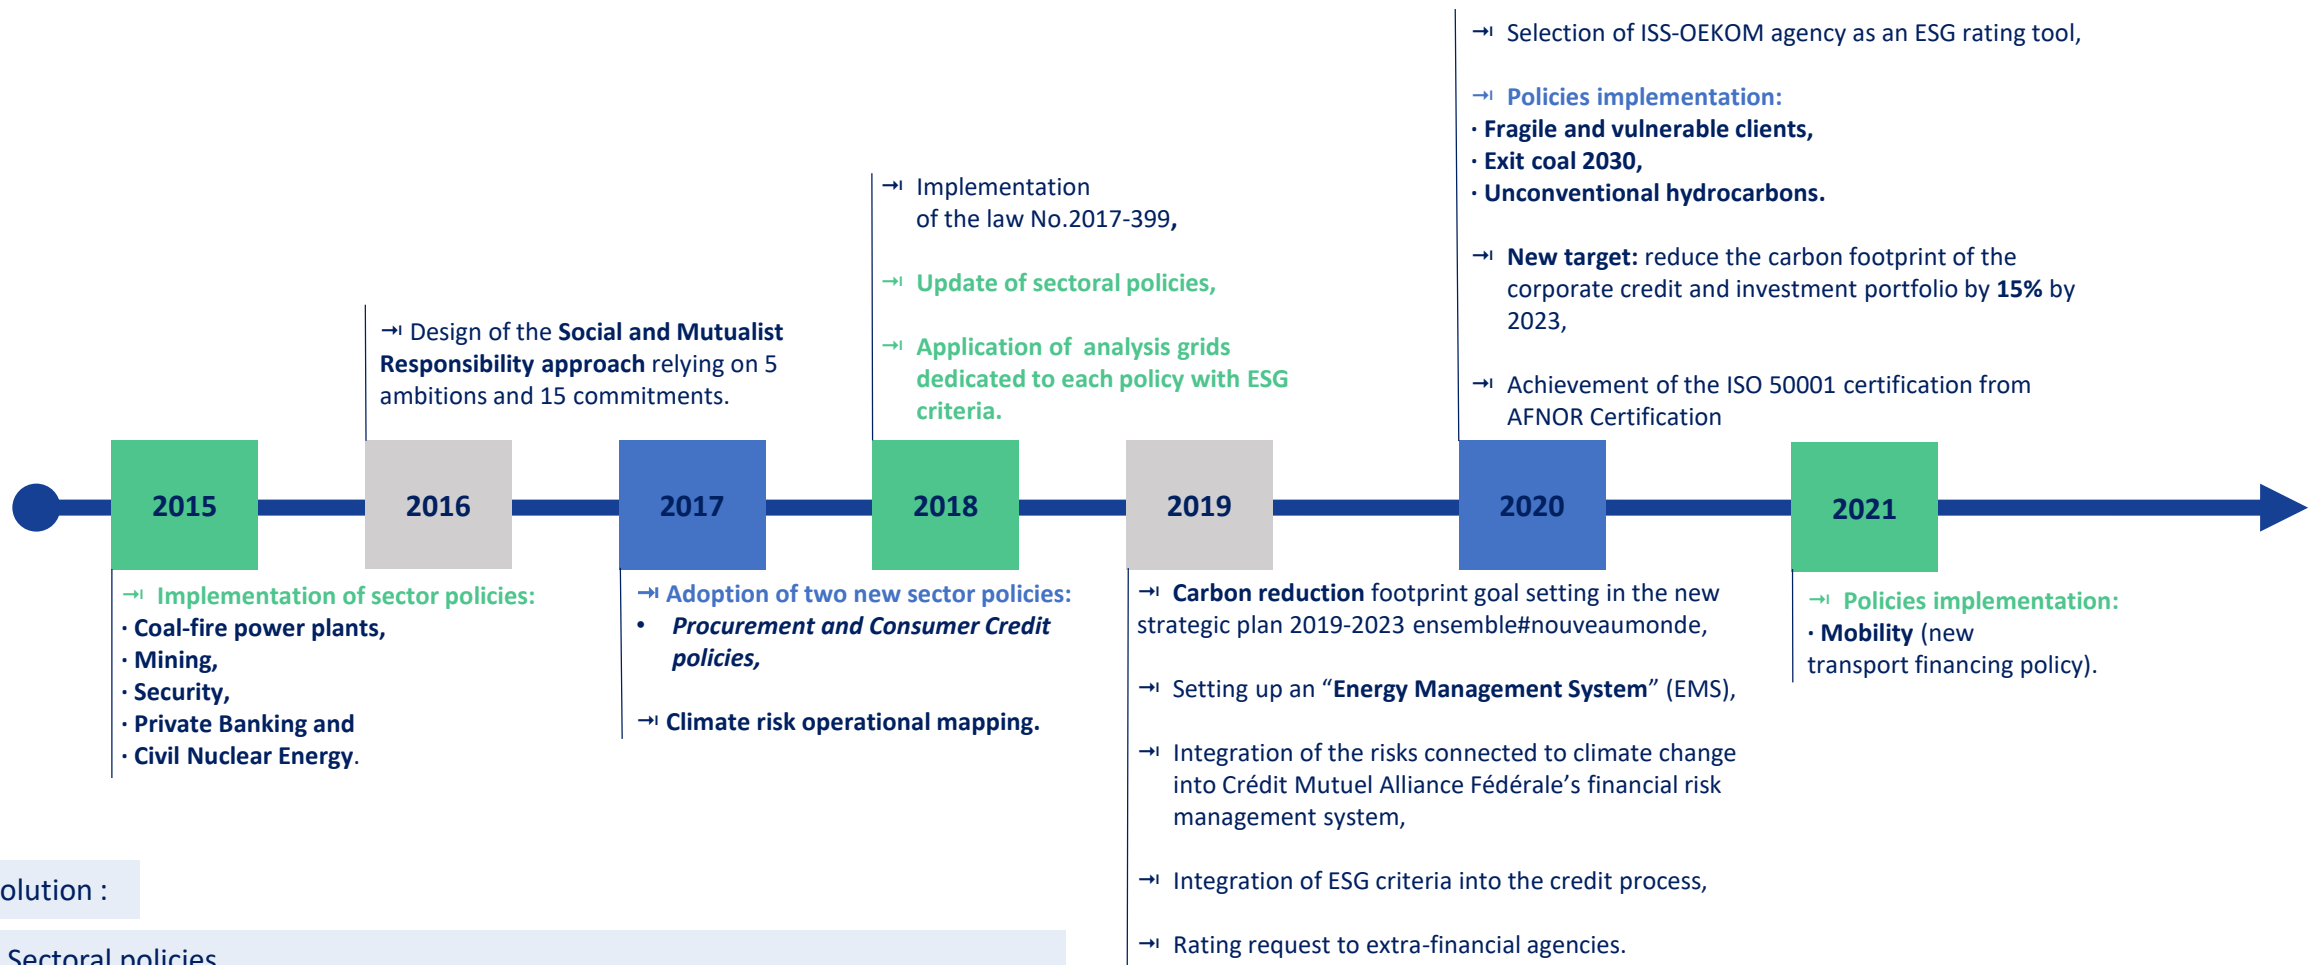 → Selection of ISS-OEKOM agency as an ESG rating tool,
→ Policies implementation:
· Fragile and vulnerable clients,
· Exit coal 2030,
· Unconventional hydrocarbons.
→ New target: reduce the carbon footprint of the
corporate credit and investment portfolio by 15% by
2023,
→ Achievement of the ISO 50001 certification from
AFNOR Certification
→ Implementation
of the law No.2017-399,
→ Update of sectoral policies,
→ Application of analysis grids
dedicated to each policy with ESG
criteria.
→ Design of the Social and Mutualist
Responsibility approach relying on 5
ambitions and 15 commitments.
2015
2016
2017
2018
2019
2020
2021
→ Implementation of sector policies:
· Coal-fire power plants,
· Mining,
· Security,
· Private Banking and
· Civil Nuclear Energy.
→ Adoption of two new sector policies:
• Procurement and Consumer Credit
policies,
→ Climate risk operational mapping.
→ Carbon reduction footprint goal setting in the new
strategic plan 2019-2023 ensemble#nouveaumonde,
→ Setting up an “Energy Management System” (EMS),
→ Integration of the risks connected to climate change
into Crédit Mutuel Alliance Fédérale’s financial risk
management system,
→ Integration of ESG criteria into the credit process,
→ Rating request to extra-financial agencies.
→ Policies implementation:
· Mobility (new
transport financing policy).
olution :
Sectoral policies